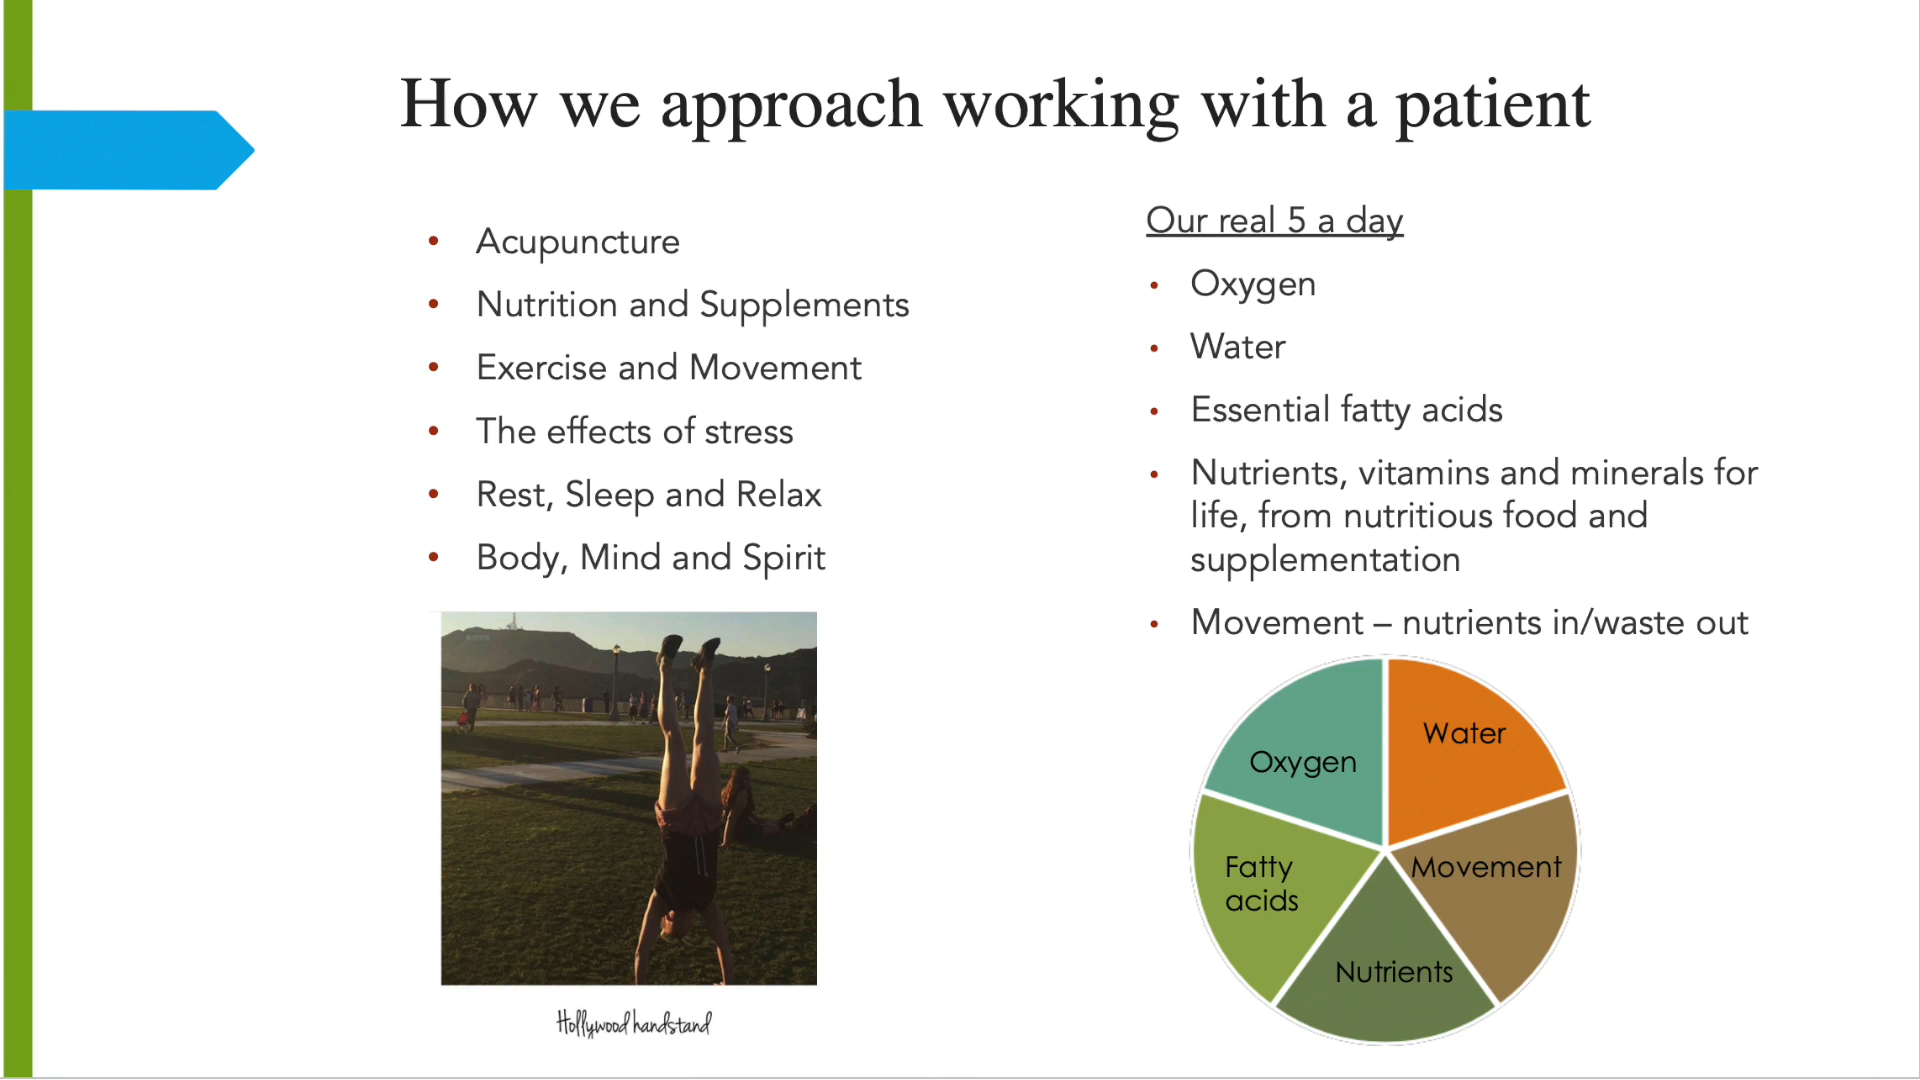 How we approach working with a patient
Acupuncture
Nutrition and Supplements
Exercise and Movement
The effects of stress
Rest, Sleep and Relax
Body, Mind and Spirit
Hollywood handstand
Our real 5 a day
Oxygen
Water
Essential fatty acids
Nutrients, vitamins and minerals for
life, from nutritious food and
supplementation
Movement – nutrients in/waste out
Oxygen
Water
Fatty
acids
Movement
Nutrients